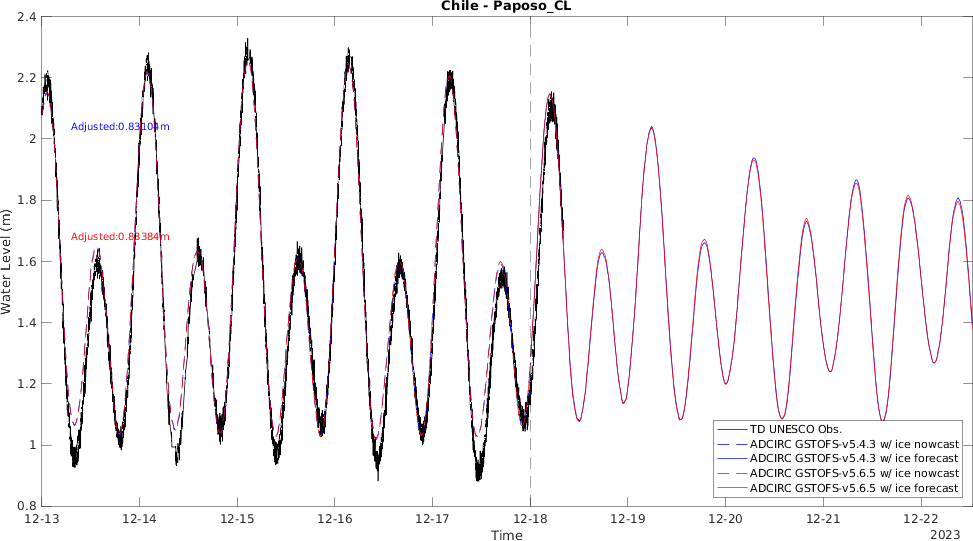 Chile - Paposo_CL
2.4
2.2
2
1.8
1.6
1.4
1.2
1
0.8
Water Level (m)
Adjusted:0.83104m
Adjusted:0.83384m
TD UNESCO Obs.
ADCIRC GSTOFS-v5.4.3 w/ ice nowcast
ADCIRC GSTOFS-v5.4.3 w/ ice forecast
ADCIRC GSTOFS-v5.6.5 w/ ice nowcast
ADCIRC GSTOFS-v5.6.5 w/ ice forecast
12-13 12-14 12-15 12-16 12-17 12-18 12-19 12-20 12-21 12-22
Time
2023